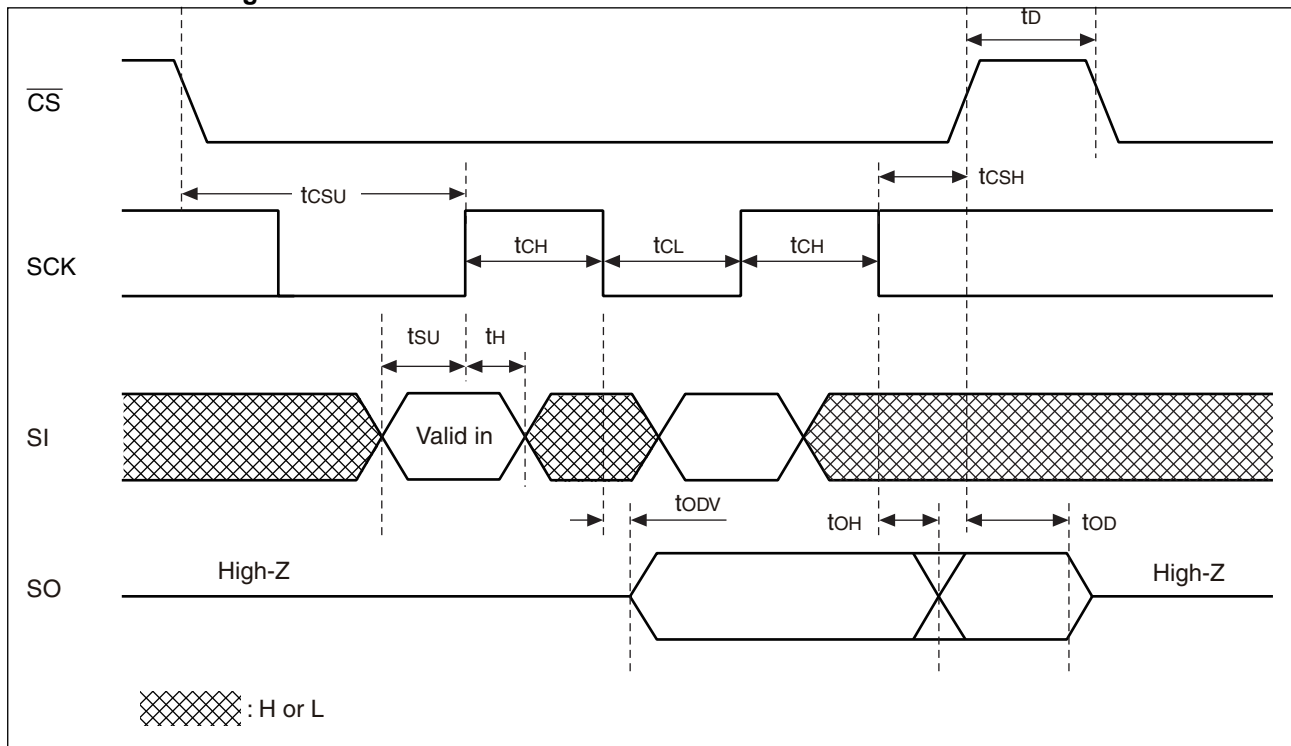 tD
CS
tCSU
tCSH
SCK
tCH
tCL
tCH
tSU
tH
SI
Valid in
tODV
tOH
tOD
SO
High-Z
High-Z
: H or L